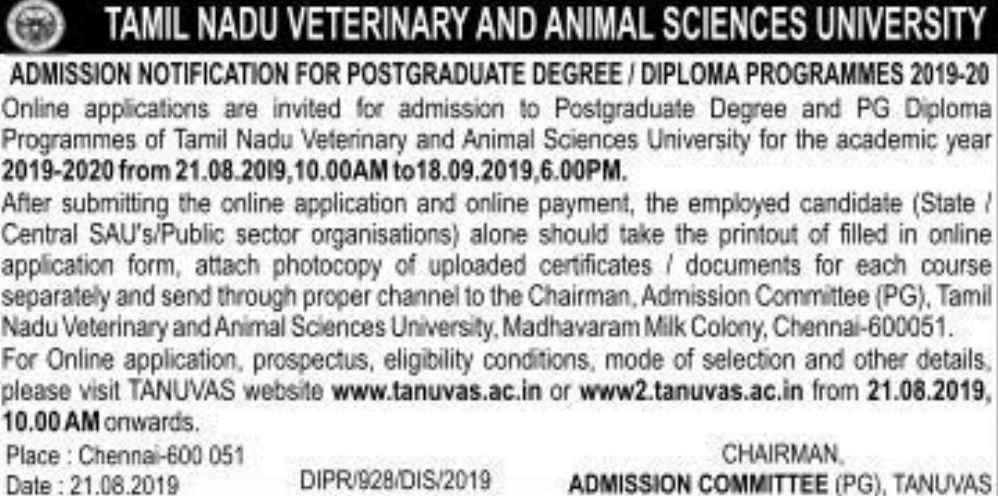 TAMIL NADU VETERINARY AND ANIMAL SCIENCES UNIVERSITY
ADMISSION NOTIFICATION FOR POSTGRADUATE DEGREE / DIPLOMA PROGRAMMES 2019-20
Online applications are invited for admission to Postgraduate Degree and PG Diploma
Programmes of Tamil Nadu Veterinary and Animal Sciences University for the academic year
2019-2020 from 21.08.20l9,10.00AM to18.09.2019,6.00PM.
After submitting the online application and online payment, the employed candidate (State /
Central SAU's/Public sector organisations) alone should take the printout of filled in online
application form, attach photocopy of uploaded certificates / documents for each course
separately and send through proper channel to the Chairman, Admission Committee (PG), Tamil
Nadu Veterinary and Animal Sciences University, Madhavaram Milk Colony, Chennai-600051.
For Online application, prospectus, eligibility conditions, mode of selection and other details,
please visit TANUVAS website www.tanuvas.ac.in or www2.tanuvas.ac.in from 21.08.2019,
10.00 AM onwards.
Place : Chennai-600 051
Date : 21.08.2019
DIPR/928/DIS/2019
CHAIRMAN,
ADMISSION COMMITTEE (PG), TANUVAS